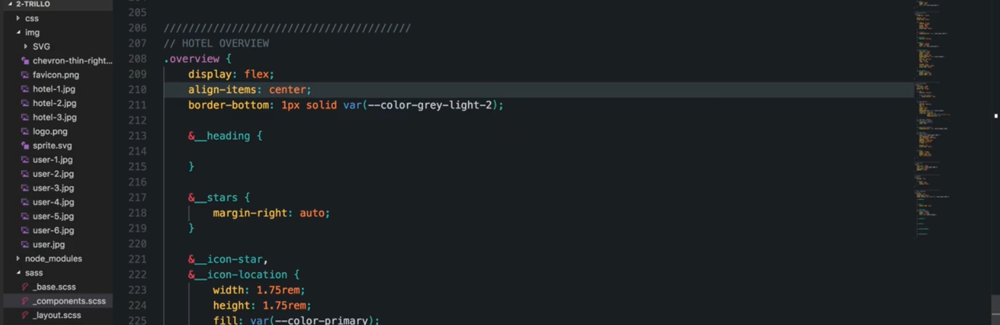 2-TRILLO
css
img
SVG
chevron-thin-right...
favicon.png
hotel-1.jpg
hotel-2.jpg
hotel-3.jpg
logo.png
sprite.svg
user-1.jpg
user-2.jpg
user-3.jpg
user-4.jpg
user-5.jpg
user-6.jpg
user.jpg
node_modules
sass
_base.scss
_components.scss
_layout.scss
205
206 ////////////////////////////////////////
207 // HOTEL OVERVIEW
208 .overview {
209 display: flex;
210 align-items: center;
211 border-bottom: 1px solid var(--color-grey-light-2);
212
213 &__heading {
214
215 }
216
217 &__stars {
218 margin-right: auto;
219 }
220
221 &__icon-star,
222 &__icon-location {
223 width: 1.75rem;
224 height: 1.75rem;
225 fill: var(--color-primary);